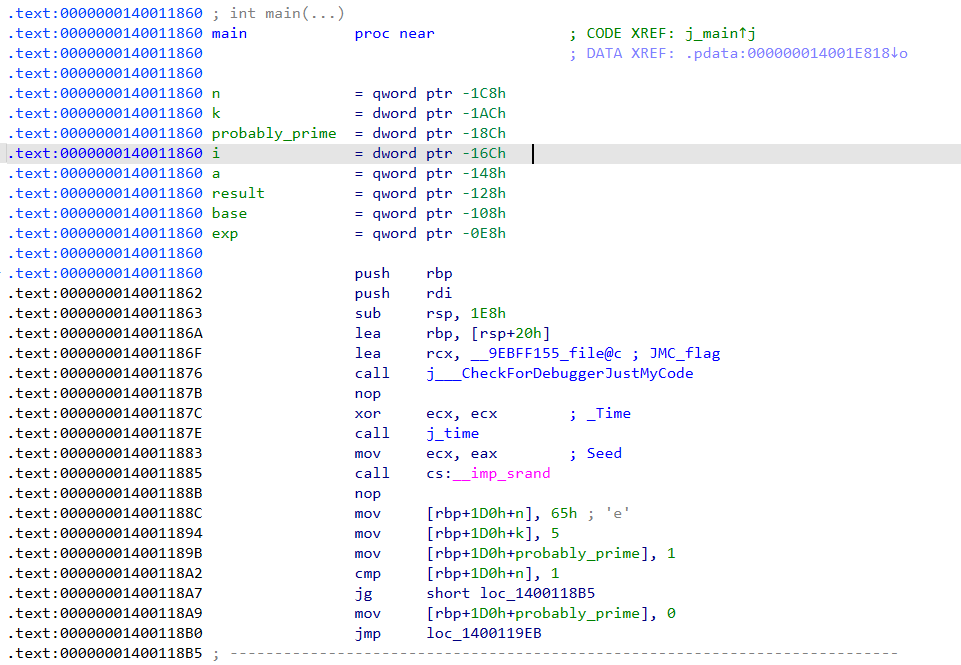 .text:0000000140011860 ; int main(...)
.text:0000000140011860 main proc near ; CODE XREF: j_main↑j
.text:0000000140011860 ; DATA XREF: .pdata:000000014001E818↓o
.text:0000000140011860
.text:0000000140011860 n = qword ptr -1C8h
.text:0000000140011860 k = dword ptr -1ACh
.text:0000000140011860 probably_prime = dword ptr -18Ch
.text:0000000140011860 i = dword ptr -16Ch
.text:0000000140011860 a = qword ptr -148h
.text:0000000140011860 result = qword ptr -128h
.text:0000000140011860 base = qword ptr -108h
.text:0000000140011860 exp = qword ptr -0E8h
.text:0000000140011860
.text:0000000140011860 push rbp
.text:0000000140011862 push rdi
.text:0000000140011863 sub rsp, 1E8h
.text:000000014001186A lea rbp, [rsp+20h]
.text:000000014001186F lea rcx, __9EBFF155_file@c ; JMC_flag
.text:0000000140011876 call j___CheckForDebuggerJustMyCode
.text:000000014001187B nop
.text:000000014001187C xor ecx, ecx ; _Time
.text:000000014001187E call j_time
.text:0000000140011883 mov ecx, eax ; Seed
.text:0000000140011885 call cs:__imp_srand
.text:000000014001188B nop
.text:000000014001188C mov [rbp+1D0h+n], 65h ; 'e'
.text:0000000140011894 mov [rbp+1D0h+k], 5
.text:000000014001189B mov [rbp+1D0h+probably_prime], 1
.text:00000001400118A2 cmp [rbp+1D0h+n], 1
.text:00000001400118A7 jg short loc_1400118B5
.text:00000001400118A9 mov [rbp+1D0h+probably_prime], 0
.text:00000001400118B0 jmp loc_1400119EB
.text:00000001400118B5 ; ---------------------------------------------------------------------------